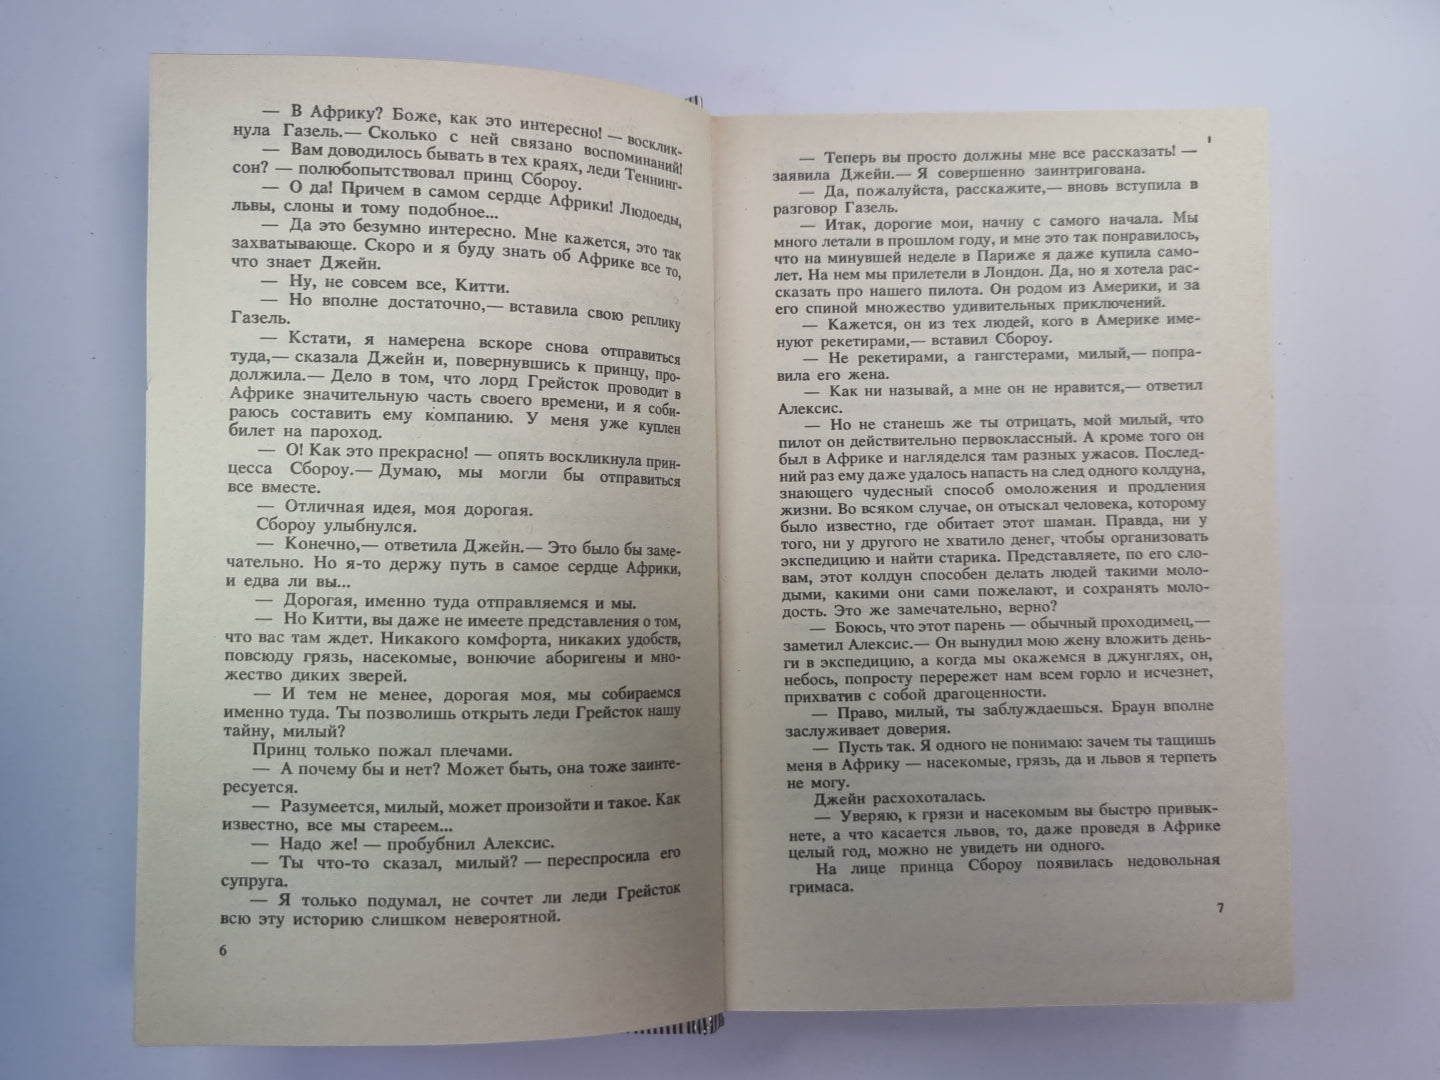 — В Африку? Боже, как это интересно! — восклик-
нула Газель.— Сколько с ней связано воспоминаний!
— Вам доводилось бывать в тех краях, леди Теннинг-
сон? — полюбопытствовал принц Сбороу.
— О да! Причем в самом сердце Африки! Людоеды,
львы, слоны и тому подобное...
— Да это безумно интересно. Мне кажется, это так
захватывающе. Скоро и я буду знать об Африке все то,
что знает Джейн.
— Ну, не совсем все, Китти.
— Но вполне достаточно,— вставила свою реплику
Газель.
— Кстати, я намерена вскоре снова отправиться
туда,— сказала Джейн и, повернувшись к принцу, про-
должила.— Дело в том, что лорд Грейсток проводит в
Африке значительную часть своего времени, и я соби-
раюсь составить ему компанию. У меня уже куплен
билет на пароход.
— О! Как это прекрасно! — опять воскликнула прин-
цесса Сбороу.— Думаю, мы могли бы отправиться
все вместе.
— Отличная идея, моя дорогая.
Сбороу улыбнулся.
— Конечно,— ответила Джейн.— Это было бы заме-
чательно. Но я-то держу путь в самое сердце Африки,
и едва ли вы...
— Дорогая, именно туда отправляемся и мы.
— Но Китти, вы даже не имеете представления о том,
что вас там ждет. Никакого комфорта, никаких удобств,
повсюду грязь, насекомые, вонючие аборигены и мно-
жество диких зверей.
— И тем не менее, дорогая моя, мы собираемся
именно туда. Ты позволишь открыть леди Грейсток нашу
тайну, милый?
Принц только пожал плечами.
— А почему бы и нет? Может быть, она тоже заинте-
ресуется.
— Разумеется, милый, может произойти и такое. Как
известно, все мы стареем...
— Надо же! — пробубнил Алексис.
— Ты что-то сказал, милый? — переспросила его
супруга.
— Я только подумал, не сочтет ли леди Грейсток
всю эту историю слишком невероятной.
6
— Теперь вы просто должны мне все рассказать! —
заявила Джейн.— Я совершенно заинтригована.
— Да, пожалуйста, расскажите,— вновь вступила в
разговор Газель.
— Итак, дорогие мои, начну с самого начала. Мы
много летали в прошлом году, и мне это так понравилось,
что на минувшей неделе в Париже я даже купила само-
лет. На нем мы прилетели в Лондон. Да, но я хотела рас-
сказать про нашего пилота. Он родом из Америки, и за
его спиной множество удивительных приключений.
— Кажется, он из тех людей, кого в Америке име-
нуют рекетирами,— вставил Сбороу.
— Не рекетирами, а гангстерами, милый,— попра-
вила его жена.
— Как ни называй, а мне он не нравится,— ответил
Алексис.
— Но не станешь же ты отрицать, мой милый, что
пилот он действительно первоклассный. А кроме того он
был в Африке и нагляделся там разных ужасов. Послед-
ний раз ему даже удалось напасть на след одного колдуна,
знающего чудесный способ омоложения и продления
жизни. Во всяком случае, он отыскал человека, которому
было известно, где обитает этот шаман. Правда, ни у
того, ни у другого не хватило денег, чтобы организовать
экспедицию и найти старика. Представляете, по его сло-
вам, этот колдун способен делать людей такими моло-
дыми, какими они сами пожелают, и сохранять моло-
дость. Это же замечательно, верно?
— Боюсь, что этот парень — обычный проходимец,—
заметил Алексис.— Он вынудил мою жену вложить день-
ги в экспедицию, а когда мы окажемся в джунглях, он,
небось, попросту перережет нам всем горло и исчезнет,
прихватив с собой драгоценности.
— Право, милый, ты заблуждаешься. Браун вполне
заслуживает доверия.
— Пусть так. Я одного не понимаю: зачем ты тащишь
меня в Африку — насекомые, грязь, да и львов я терпеть
не могу.
Джейн расхохоталась.
— Уверяю, к грязи и насекомым вы быстро привык-
нете, а что касается львов, то, даже проведя в Африке
целый год, можно не увидеть ни одного.
На лице принца Сбороу появилась недовольная
гримаса.
7